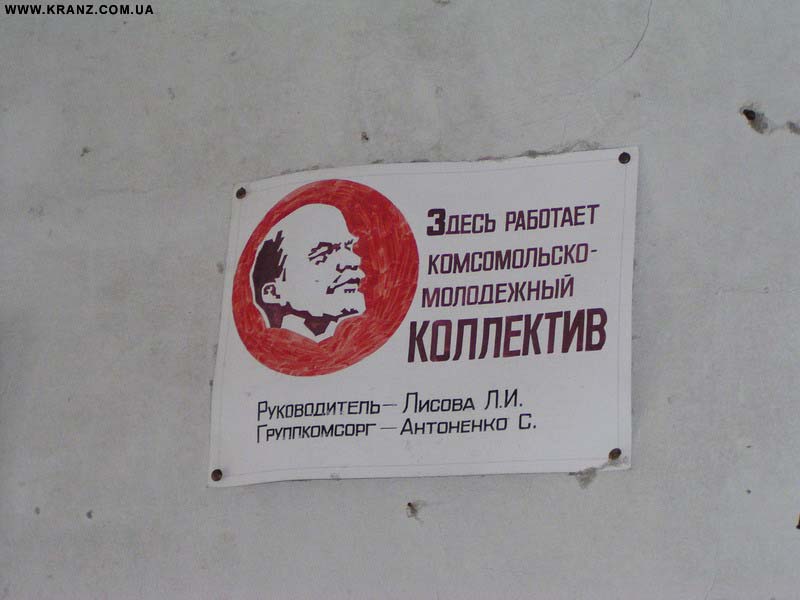 WWW.KRANZ.COM.UA
Здесь работает
комсомольско-
молодежный
коллектив
Руководитель – Лисова Л.И.
Группкомсорг – Антоненко С.